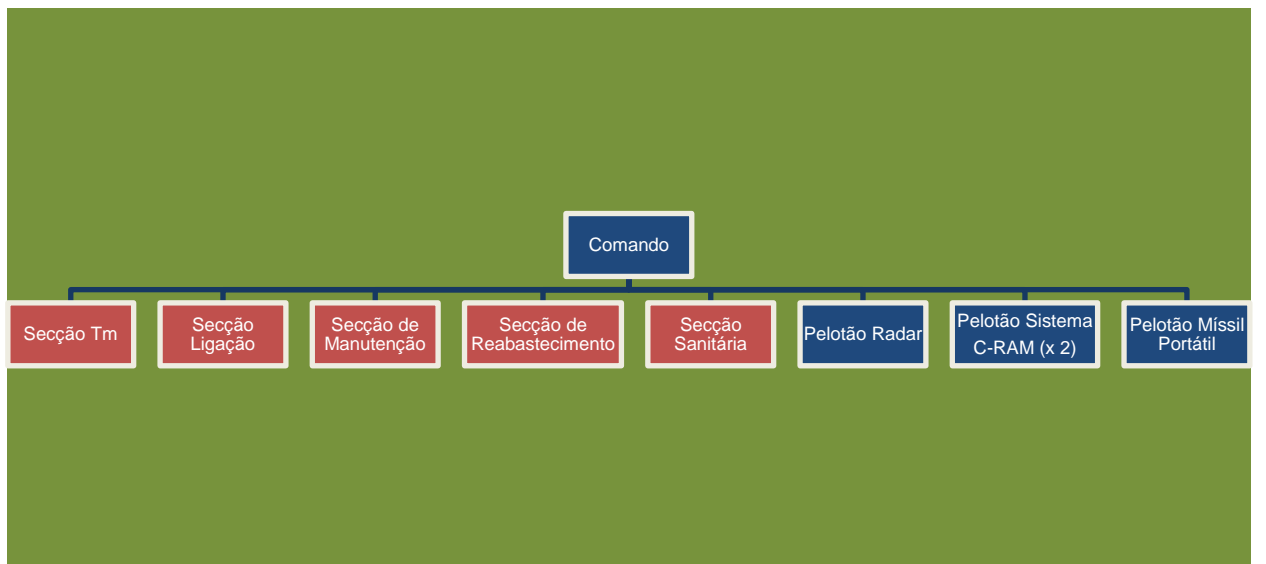 Comando
Secção Tm
Secção
Ligação
Secção de
Manutenção
Secção de
Reabastecimento
Secção
Sanitária
Pelotão Radar
Pelotão Sistema
C-RAM (x 2)
Pelotão Míssil
Portátil